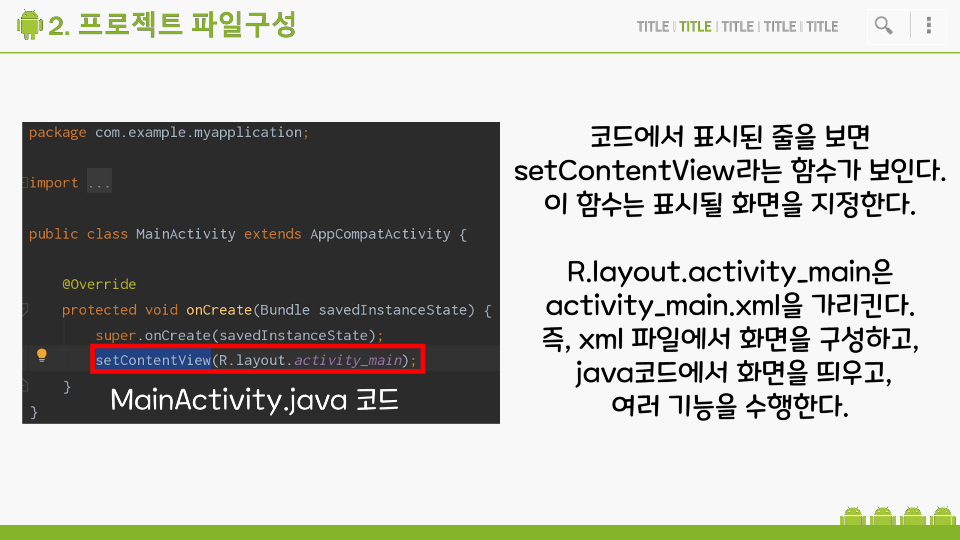 2. 프로젝트 파일구성
TITLE | TITLE | TITLE | TITLE | TITLE
package com.example.myapplication;
import ...
public class MainActivity extends AppCompatActivity {
@Override
protected void onCreate(Bundle savedInstanceState) {
super.onCreate(savedInstanceState);
setContentView(R.layout.activity_main);
}
}
MainActivity.java 코드
코드에서 표시된 줄을 보면
setContentView라는 함수가 보인다.
이 함수는 표시될 화면을 지정한다.
R.layout.activity_main은
activity_main.xml을 가리킨다.
즉, xml 파일에서 화면을 구성하고,
java코드에서 화면을 띄우고,
여러 기능을 수행한다.